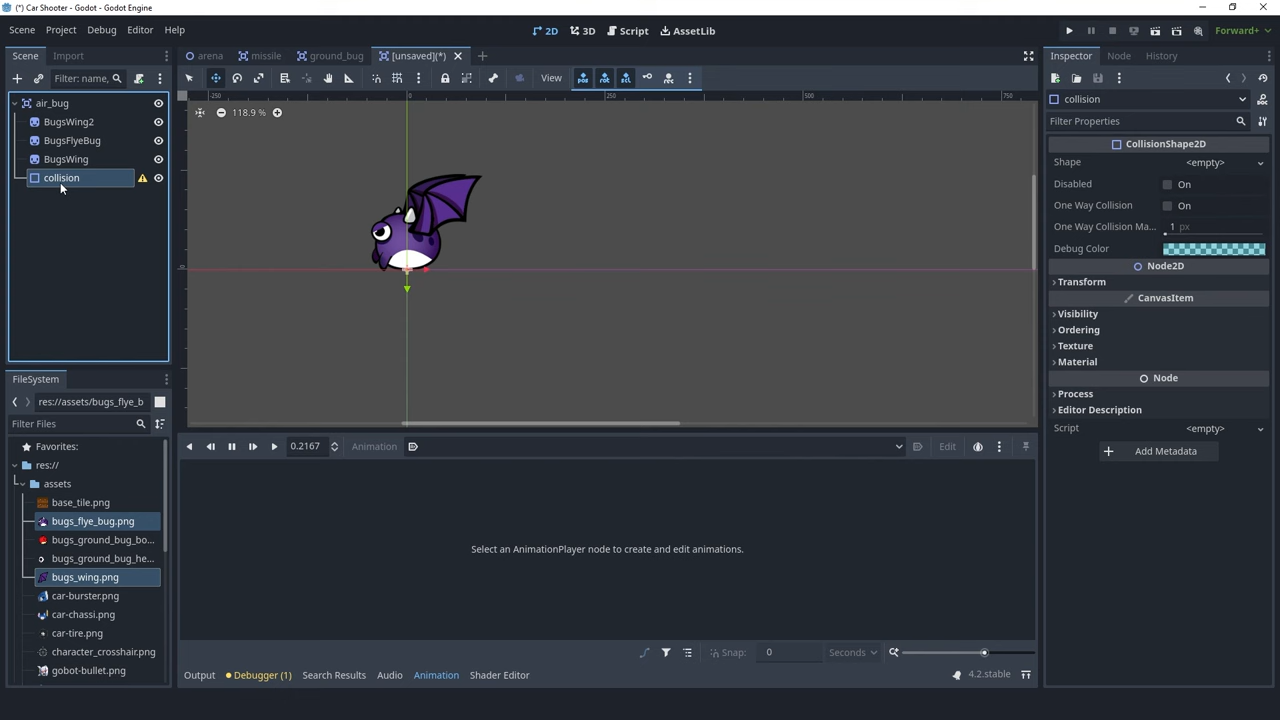 (*) Car Shooter - Godot - Godot Engine
Scene Project Debug Editor Help
2D 3D Script AssetLib
Forward+
Scene Import
Filter: name,
air_bug
BugsWing2
BugsFlyeBug
BugsWing
collision
arena missile ground_bug [unsaved](*)
View
-250 0 250 500 750
118.9 %
0
FileSystem
res://assets/bugs_flye_b
Filter Files
Favorites:
res://
assets
base_tile.png
bugs_flye_bug.png
bugs_ground_bug_bo...
bugs_ground_bug_he...
bugs_wing.png
car-burster.png
car-chassi.png
car-tire.png
character_crosshair.png
gobot-bullet.png
0.2167 Animation Edit
Select an AnimationPlayer node to create and edit animations.
Snap: 0 Seconds
Output Debugger (1) Search Results Audio Animation Shader Editor
4.2.stable
Inspector Node History
collision
Filter Properties
CollisionShape2D
Shape <empty>
Disabled On
One Way Collision On
One Way Collision Ma... 1 px
Debug Color
Node2D
Transform
CanvasItem
Visibility
Ordering
Texture
Material
Node
Process
Editor Description
Script <empty>
Add Metadata